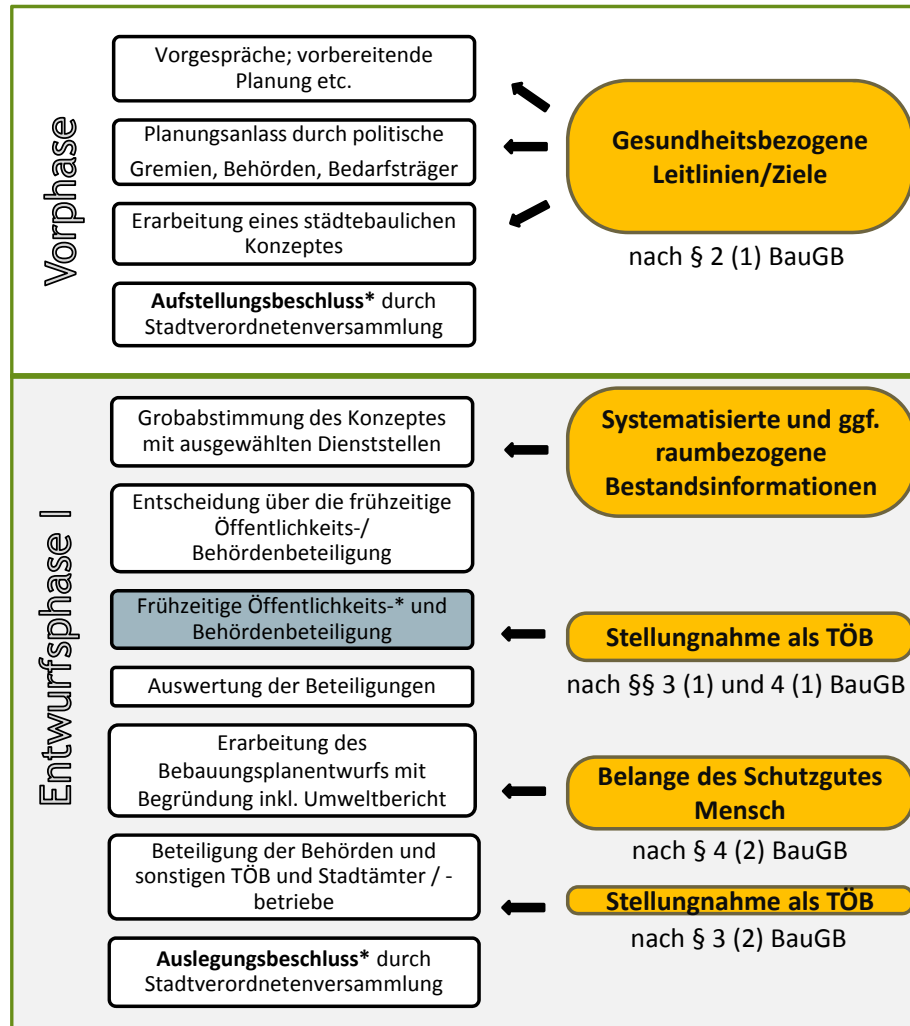 Vorphase
Vorgespräche; vorbereitende
Planung etc.
Planungsanlass durch politische
Gremien, Behörden, Bedarfsträger
Erarbeitung eines städtebaulichen
Konzeptes
Aufstellungsbeschluss* durch
Stadtverordnetenversammlung
Gesundheitsbezogene
Leitlinien/Ziele
nach § 2 (1) BauGB
Entwurfsphase I
Grobabstimmung des Konzeptes
mit ausgewählten Dienststellen
Systematisierte und ggf.
raumbezogene
Bestandsinformationen
Entscheidung über die frühzeitige
Öffentlichkeits-/
Behördenbeteiligung
Frühzeitige Öffentlichkeits-* und
Behördenbeteiligung
Stellungnahme als TÖB
nach §§ 3 (1) und 4 (1) BauGB
Auswertung der Beteiligungen
Erarbeitung des
Bebauungsplanentwurfs mit
Begründung inkl. Umweltbericht
Belange des Schutzgutes
Mensch
nach § 4 (2) BauGB
Beteiligung der Behörden und
sonstigen TÖB und Stadtämter / -
betriebe
Stellungnahme als TÖB
nach § 3 (2) BauGB
Auslegungsbeschluss* durch
Stadtverordnetenversammlung